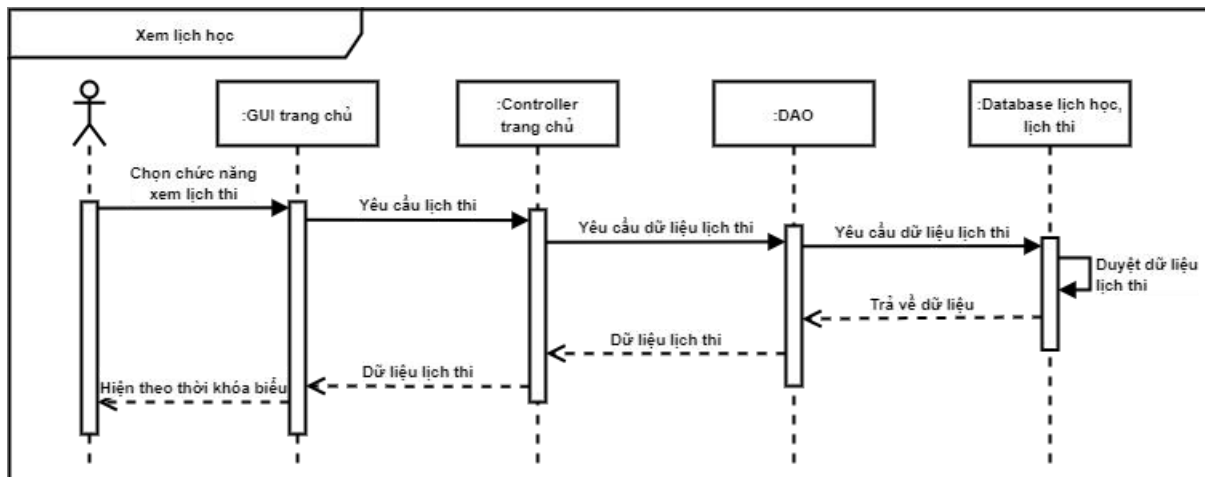 Xem lịch học
:GUI trang chủ
:Controller
trang chủ
:DAO
:Database lịch học,
lịch thi
Chọn chức năng
xem lịch thi
Yêu cầu lịch thi
Yêu cầu dữ liệu lịch thi
Yêu cầu dữ liệu lịch thi
Duyệt dữ liệu
lịch thi
Trả về dữ liệu
Dữ liệu lịch thi
Dữ liệu lịch thi
Hiện theo thời khóa biểu